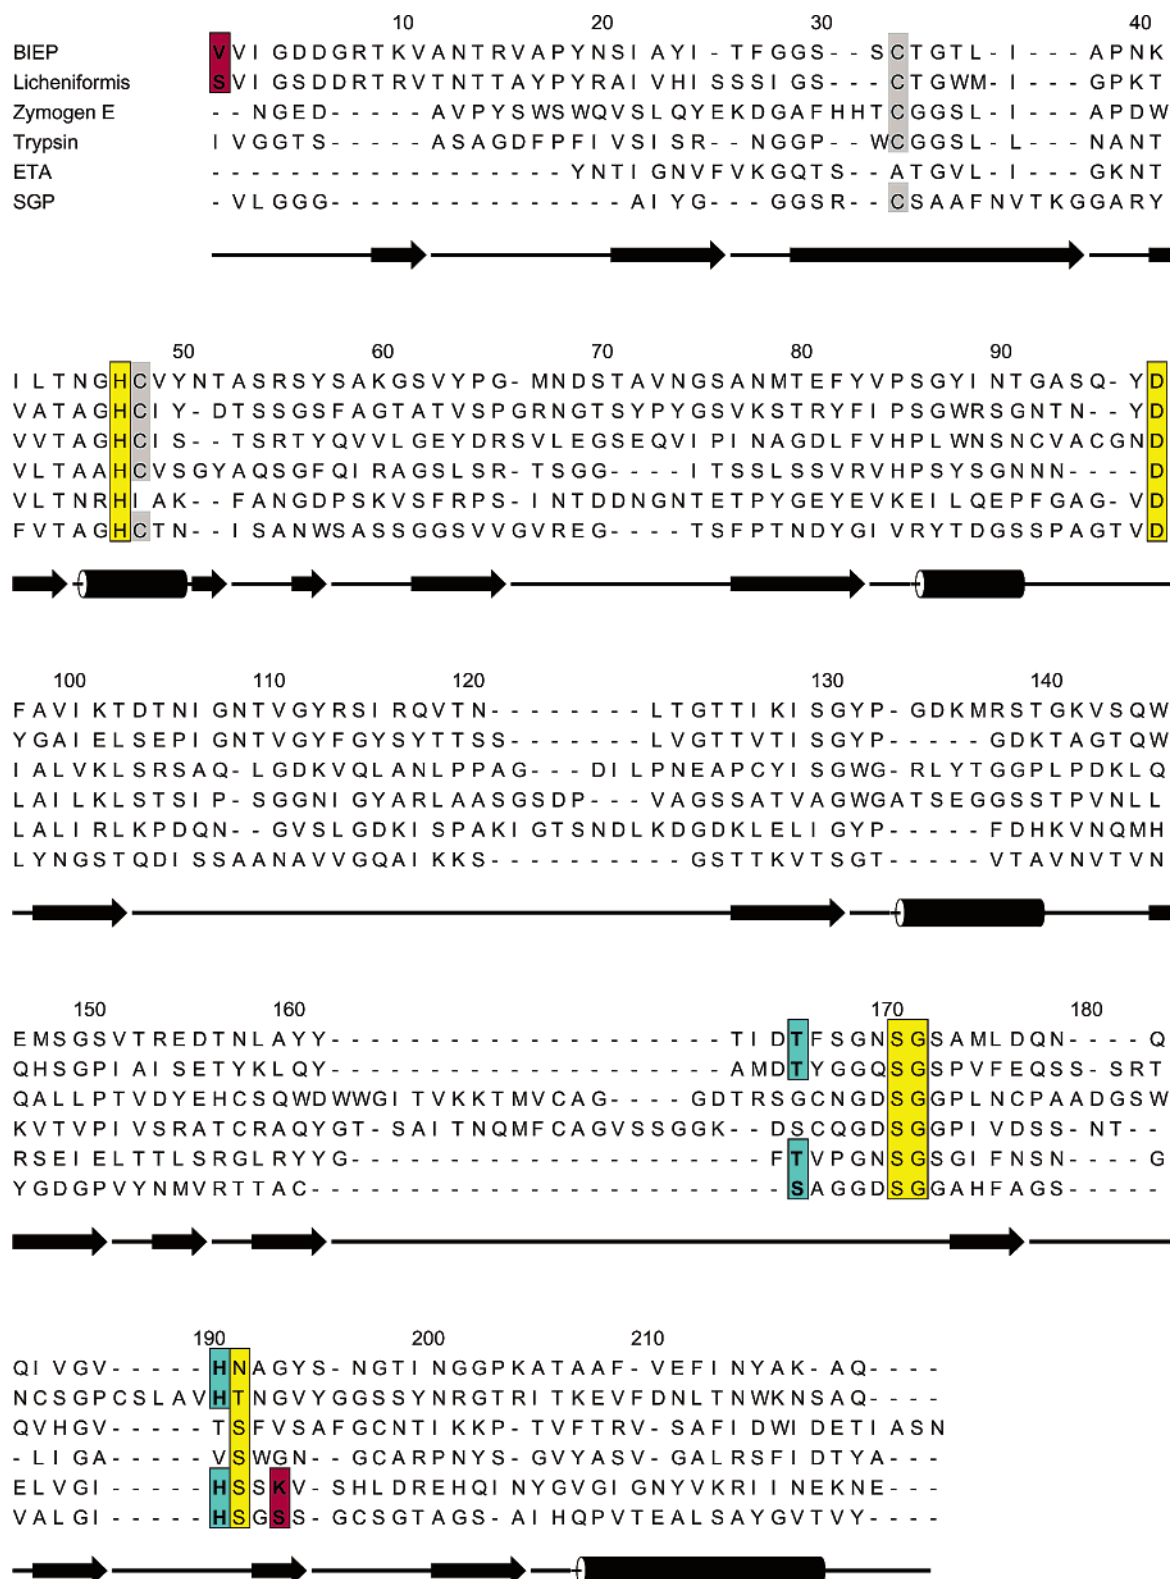 10 20 30 40
BIEP VVIGDDGRTKVANTRVAPYNSIAYI-TFGGS--SCTGTL-I---APNK
Licheniformis SVIGSDDRTRVTNTTAYPYRAIVHISSSIGS---CTGWM-I---GPKT
Zymogen E --NGED-----AVPYSWSWQVSLQYEKDGAFHHTCGGSL-I---APDW
Trypsin IVGGTS-----ASAGDFPFIVSISR--NGGP--WCGGSL-L---NANT
ETA ------------------YNTIGNVFVKGQTS--ATGVL-I---GKNT
SGP -VLGGG---------------AIYG---GGSR--CSAAFNVTKGGARY
50 60 70 80 90
ILTNGHCVYNTASRSYSAKGSVYPG-MNDSTAVNGSANMTEFYVPSGYINTGASQ-YD
VATAGHCIY-DTSSGSFAGTATVSPGRNGTSYPYGSVKSTRYFIPSGWRSGNTN--YD
VVTAGHCIS--TSRTYQVVLGEYDRSVLEGSEQVIPINAGDLFVHPLWNSNCVACGND
VLTAAHCVSGYAQSGFQIRAGSLSR-TSGG---ITSSLSSVRVHPSYSGNNN----D
VLTNRHIAK--FANGDPSKVSFRPS-INTDDNGNTETPYGEYEVKEILQEPFGAG-VD
FVTAGHCTN--ISANWSASSGGSVVGVREG----TSFPTNDYGIVRYTDGSSPAGTVD
100 110 120 130 140
FAVIKTDTNIGNTVGYRSIRQVTN--------LTGTTIKISGYP-GDKMRSTGKVSQW
YGAIELSEPIGNTVGYFGYSYTTSS-------LVGTTVTISGYP-----GDKTAGTQW
IALVKLSRSAQ-LGDKVQLANLPPAG---DILPNEAPCYISGWG-RLYTGGPLPDKLQ
LAILKLSTSIP-SGGNIGYARLAASGSDP---VAGSSATVAGWGATSEGGSSTPVNLL
LALIRLKPDQN--GVSLGDKISPAKIGTSNDLKDGDKLELIGYP-----FDHKVNQMH
LYNGSTQDISSAANAVVGQAIKKS----------GSTTKVTSGT-----VTAVNVTVN
150 160 170 180
EMSGSVTREDTNLAYY--------------------TIDTFSGNSGSAMLDQN----Q
QHSGPIAISETYKLQY--------------------AMDTYGGQSGSPVFEQSS-SRT
QALLPTVDYEHCSQWDWWGITVKKTMVCAG----GDTRSGCNGDSGGPLNCPAADGSW
KVTVPIVSRATCRAQYGT-SAITNQMFCAGVSSGGK--DSCQGDSGGPIVDSS-NT--
RSEIELTTLSRGLRYYG---------------------FTVPGNSGSGIFNSN----G
YGDGPVYNMVRTTAC------------------------SAGGDSGGAHFAGS-----
190 200 210
QIVGV-----HNAGYS-NGTINGGPKATAAF-VEFINYAK-AQ----
NCSGPCSLAVHTNGVYGGSSYNRGTRITKEVFDNLTNWKNSAQ----
QVHGV-----TSFVSAFGCNTIKKP-TVFTRV-SAFIDWIDETIASN
-LIGA-----VSWGN--GCARPNYS-GVYASV-GALRSFIDTYA---
ELVGI-----HSSKV-SHLDREHQINYGVGIGNYVKRIINEKNE---
VALGI-----HSGSS-GCSGTAGS-AIHQPVTEALSAYGVTVY----